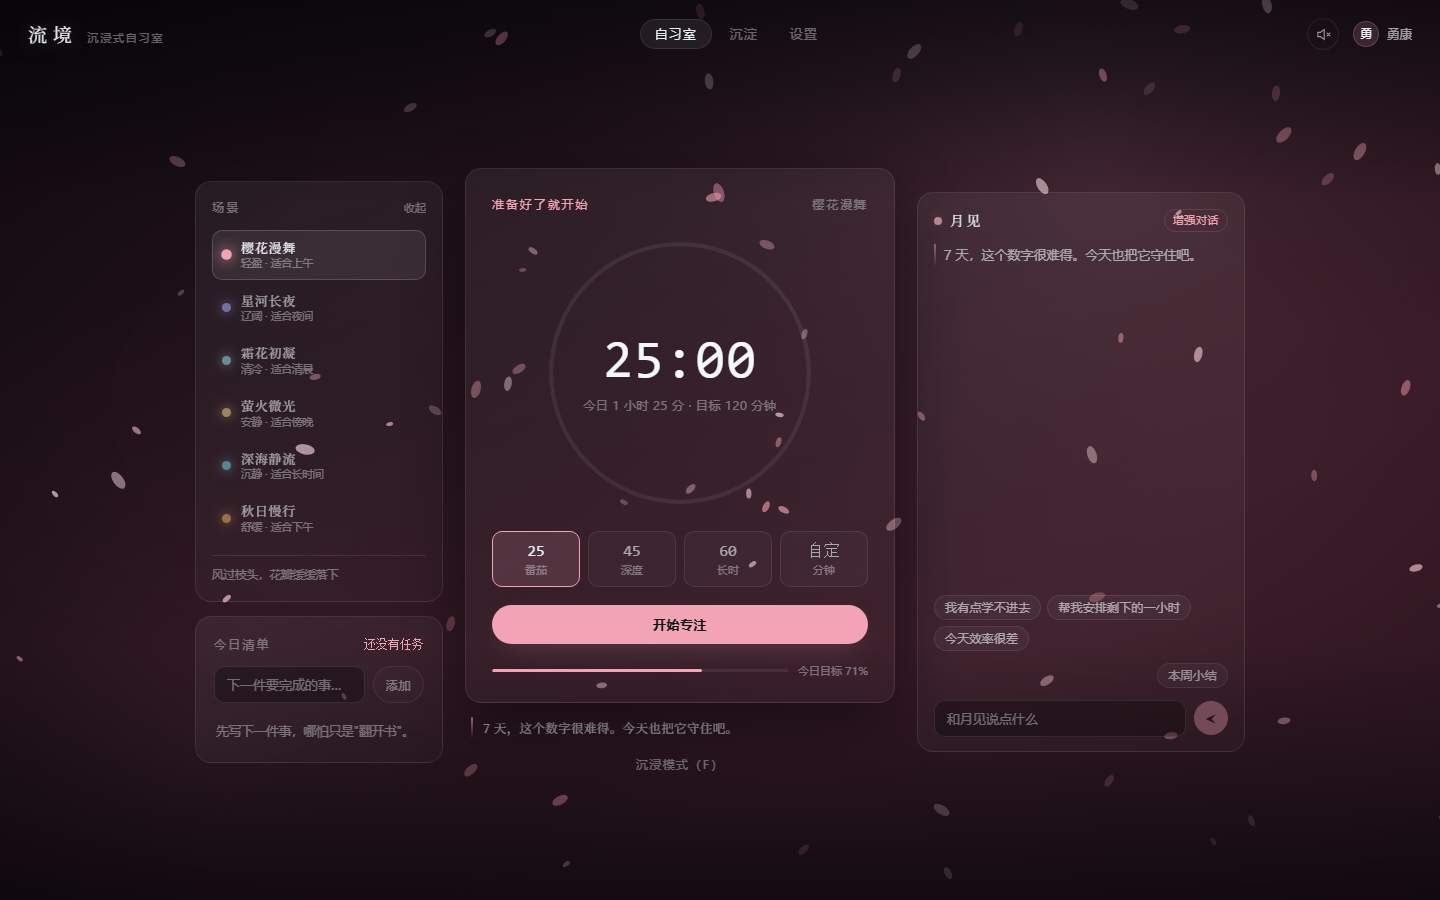 流境
沉浸式自习室
自习室
沉淀
设置
勇
勇康
场景
收起
樱花漫舞
轻盈 · 适合上午
星河长夜
辽阔 · 适合夜间
霜花初凝
清冷 · 适合清晨
萤火微光
安静 · 适合傍晚
深海静流
沉静 · 适合长时间
秋日慢行
舒缓 · 适合下午
风过枝头，花瓣缓缓落下
今日清单
还没有任务
下一件要完成的事...
添加
先写下一件事，哪怕只是"翻开书"。
准备好了就开始
樱花漫舞
25:00
今日 1 小时 25 分 · 目标 120 分钟
25
番茄
45
深度
60
长时
自定
分钟
开始专注
今日目标 71%
7 天，这个数字很难得。今天也把它守住吧。
沉浸模式（F）
月见
增强对话
7 天，这个数字很难得。今天也把它守住吧。
我有点学不进去
帮我安排剩下的一小时
今天效率很差
本周小结
和月见说点什么